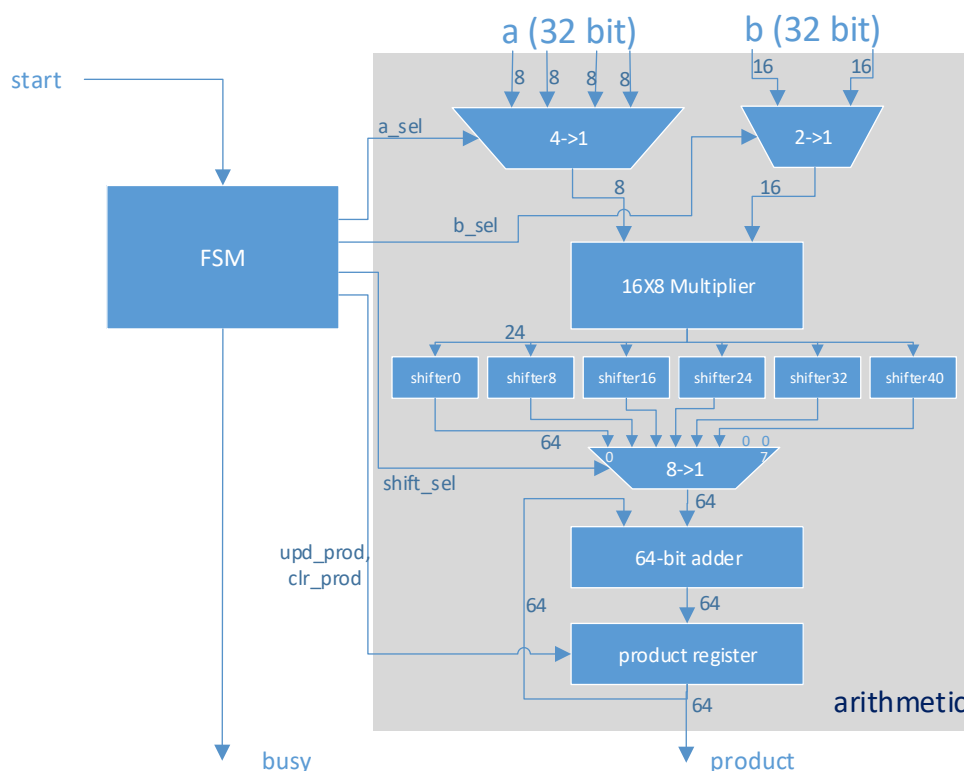 a (32 bit)
b (32 bit)
start
8
8
8
8
16
16
a_sel
4->1
2->1
8
16
b_sel
FSM
16X8 Multiplier
24
shifter0
shifter8
shifter16
shifter24
shifter32
shifter40
64
0
0
0
7
8->1
shift_sel
64
upd_prod,
clr_prod
64-bit adder
64
64
product register
64
arithmetic
busy
product